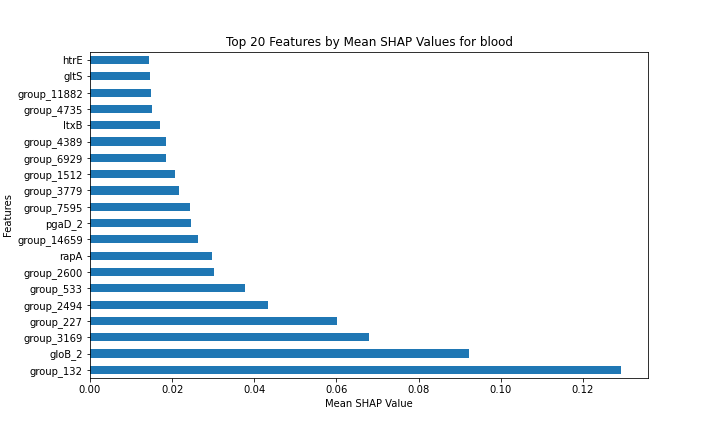 Top 20 Features by Mean SHAP Values for blood
Features
htrE
gltS
group_11882
group_4735
ltxB
group_4389
group_6929
group_1512
group_3779
group_7595
pgaD_2
group_14659
rapA
group_2600
group_533
group_2494
group_227
group_3169
gloB_2
group_132
0.00 0.02 0.04 0.06 0.08 0.10 0.12
Mean SHAP Value